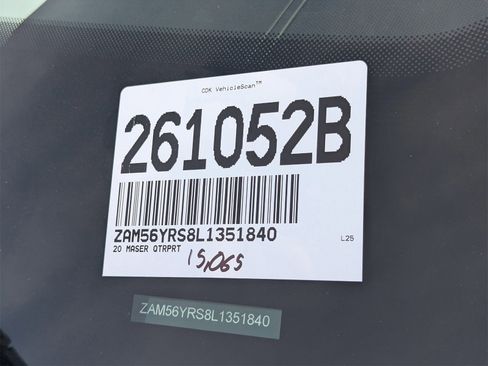 CDK VehicleScan™
261052B
ZAM56YRS8L1351840
20 MASER QTRPRT L25
15,065
ZAM56YRS8L1351840